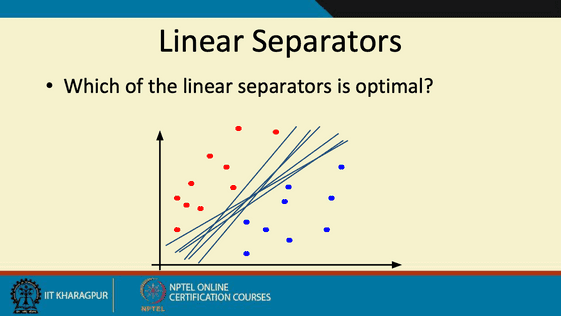 Linear Separators
• Which of the linear separators is optimal?
IIT KHARAGPUR
NPTEL
NPTEL ONLINE
CERTIFICATION COURSES